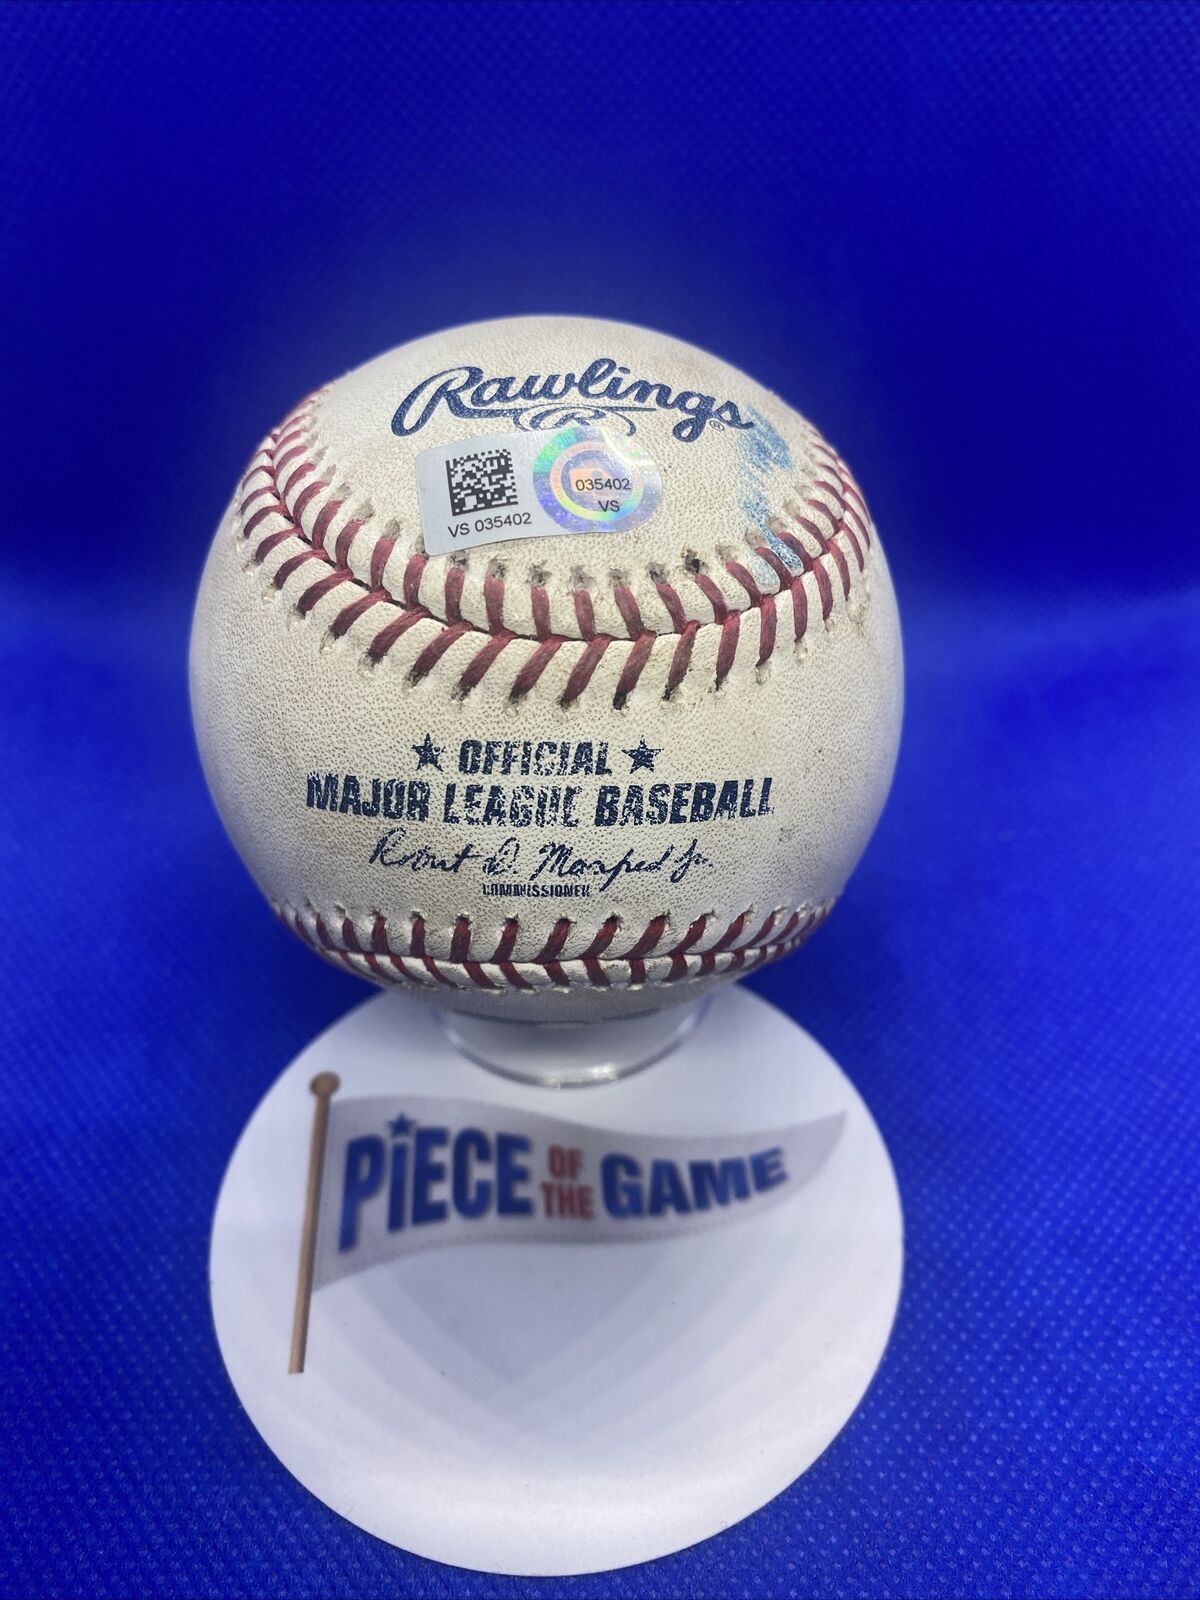 Rawlings®
R
035402
VS
VS 035402
OFFICIAL
MAJOR LEAGUE BASEBALL
Robert D. Manfred Jr.
COMMISSIONER
PIECE OF THE GAME